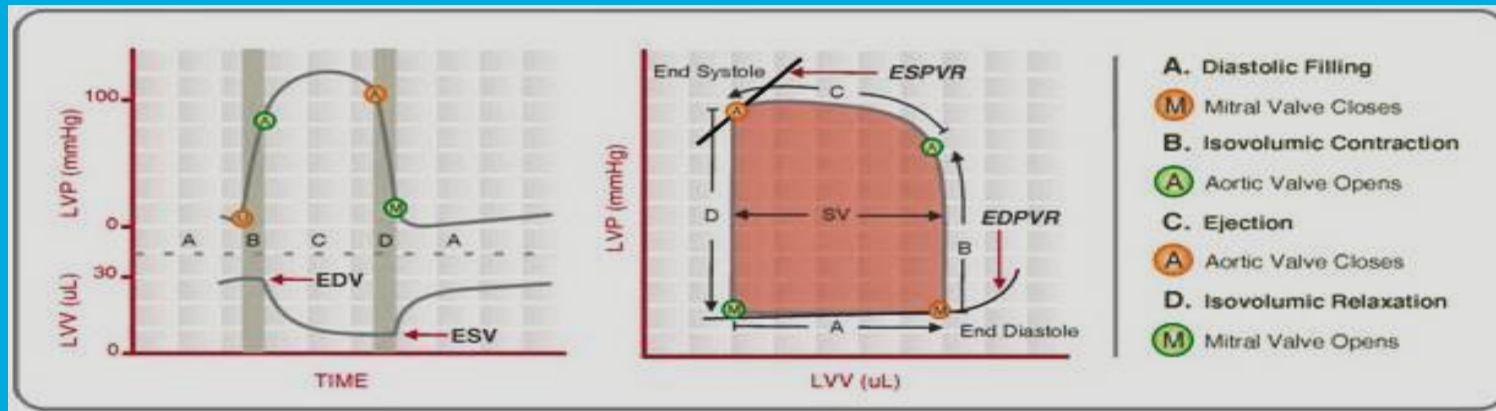 100
0
30
0
LVP (mmHg)
LVV (uL)
A
M
A
M
A B C D A
EDV
ESV
TIME
End Systole
ESPVR
C
A
A
LVP (mmHg)
D
SV
EDPVR
B
M
M
A
End Diastole
LVV (uL)
A. Diastolic Filling
M Mitral Valve Closes
B. Isovolumic Contraction
A Aortic Valve Opens
C. Ejection
A Aortic Valve Closes
D. Isovolumic Relaxation
M Mitral Valve Opens